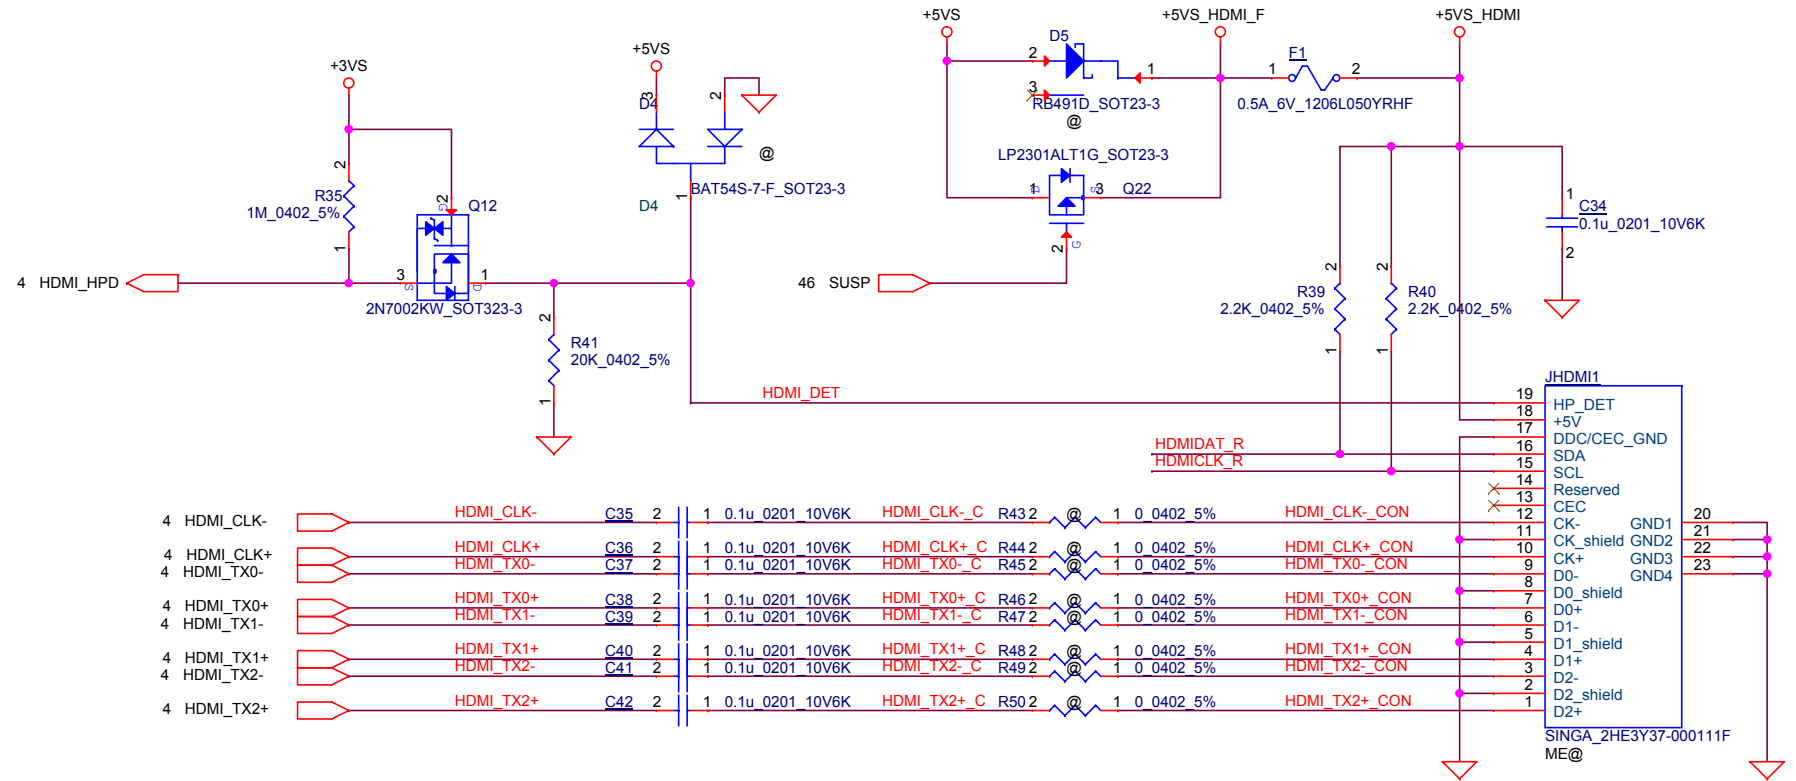 +5VS
+5VS_HDMI_F
+5VS_HDMI
+3VS
+5VS
D5
2
1
3
RB491D_SOT23-3
@
F1
1
2
0.5A_6V_1206L050YRHF
D4
3
2
@
BAT54S-7-F_SOT23-3
1
D4
LP2301ALT1G_SOT23-3
1
D
S
3
Q22
2
G
R35
1M_0402_5%
2
1
2
G
Q12
3
S
1
D
2N7002KW_SOT323-3
4 HDMI_HPD
46 SUSP
1
C34
0.1u_0201_10V6K
2
2
R39
2.2K_0402_5%
1
2
R40
2.2K_0402_5%
1
2
R41
20K_0402_5%
1
HDMI_DET
HDMIDAT_R
HDMICLK_R
JHDMI1
19 HP_DET
18 +5V
17 DDC/CEC_GND
16 SDA
15 SCL
14 Reserved
13 CEC
12 CK-
11 CK_shield
10 CK+
9 D0-
8 D0_shield
7 D0+
6 D1-
5 D1_shield
4 D1+
3 D2-
2 D2_shield
1 D2+
GND1 20
GND2 21
GND3 22
GND4 23
SINGA_2HE3Y37-000111F
ME@
4 HDMI_CLK- HDMI_CLK- C35 2 1 0.1u_0201_10V6K HDMI_CLK-_C R43 2 @ 1 0_0402_5% HDMI_CLK-_CON
4 HDMI_CLK+ HDMI_CLK+ C36 2 1 0.1u_0201_10V6K HDMI_CLK+_C R44 2 @ 1 0_0402_5% HDMI_CLK+_CON
4 HDMI_TX0- HDMI_TX0- C37 2 1 0.1u_0201_10V6K HDMI_TX0-_C R45 2 @ 1 0_0402_5% HDMI_TX0-_CON
4 HDMI_TX0+ HDMI_TX0+ C38 2 1 0.1u_0201_10V6K HDMI_TX0+_C R46 2 @ 1 0_0402_5% HDMI_TX0+_CON
4 HDMI_TX1- HDMI_TX1- C39 2 1 0.1u_0201_10V6K HDMI_TX1-_C R47 2 @ 1 0_0402_5% HDMI_TX1-_CON
4 HDMI_TX1+ HDMI_TX1+ C40 2 1 0.1u_0201_10V6K HDMI_TX1+_C R48 2 @ 1 0_0402_5% HDMI_TX1+_CON
4 HDMI_TX2- HDMI_TX2- C41 2 1 0.1u_0201_10V6K HDMI_TX2-_C R49 2 @ 1 0_0402_5% HDMI_TX2-_CON
4 HDMI_TX2+ HDMI_TX2+ C42 2 1 0.1u_0201_10V6K HDMI_TX2+_C R50 2 @ 1 0_0402_5% HDMI_TX2+_CON